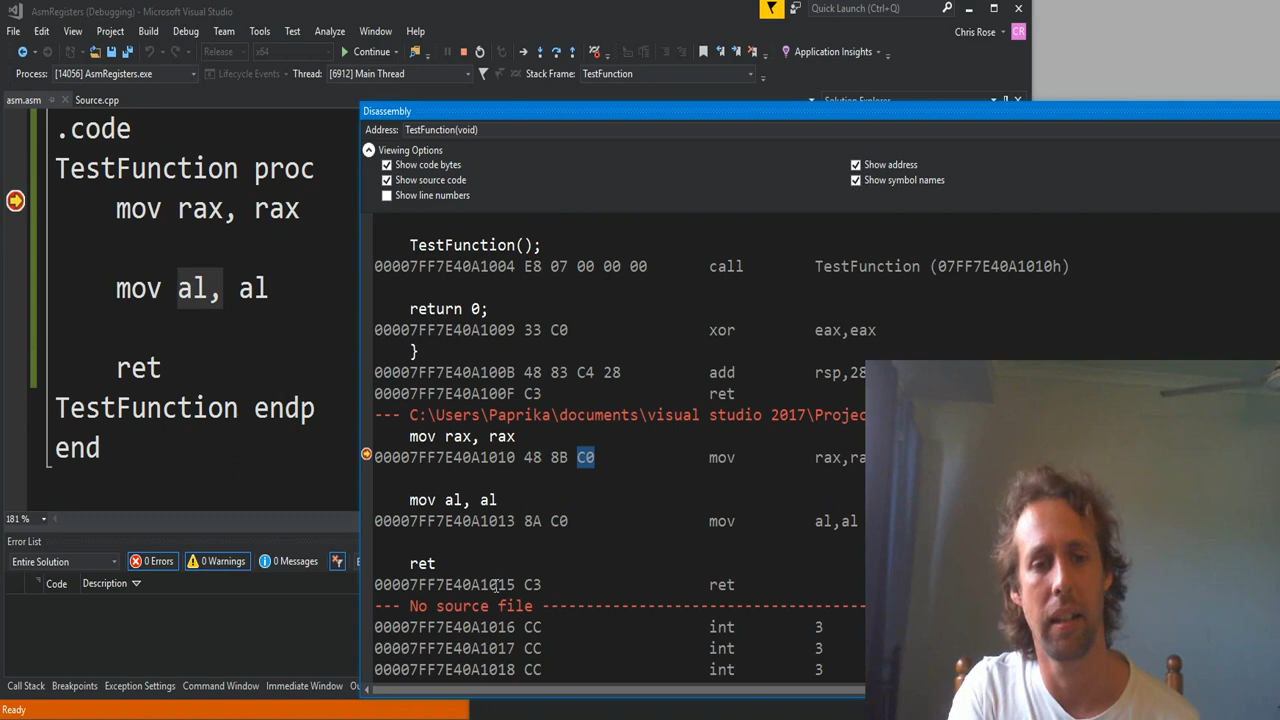 AsmRegisters (Debugging) - Microsoft Visual Studio
Quick Launch (Ctrl+Q)
File Edit View Project Build Debug Team Tools Test Analyze Window Help
Chris Rose CR
Release x64 Continue Application Insights
Process: [14056] AsmRegisters.exe Lifecycle Events Thread: [6912] Main Thread Stack Frame: TestFunction
asm.asm Source.cpp
Solution Explorer
.code
TestFunction proc
mov rax, rax
mov al, al
ret
TestFunction endp
end
181 %
Error List
Entire Solution 0 Errors 0 Warnings 0 Messages
Code Description
Call Stack Breakpoints Exception Settings Command Window Immediate Window
Ready
Disassembly
Address: TestFunction(void)
Viewing Options
Show code bytes Show address
Show source code Show symbol names
Show line numbers
TestFunction();
00007FF7E40A1004 E8 07 00 00 00 call TestFunction (07FF7E40A1010h)
return 0;
00007FF7E40A1009 33 C0 xor eax,eax
}
00007FF7E40A100B 48 83 C4 28 add rsp,28
00007FF7E40A100F C3 ret
--- C:\Users\Paprika\documents\visual studio 2017\Projec
mov rax, rax
00007FF7E40A1010 48 8B C0 mov rax,ra
mov al, al
00007FF7E40A1013 8A C0 mov al,al
ret
00007FF7E40A1015 C3 ret
--- No source file -------------------------------------
00007FF7E40A1016 CC int 3
00007FF7E40A1017 CC int 3
00007FF7E40A1018 CC int 3